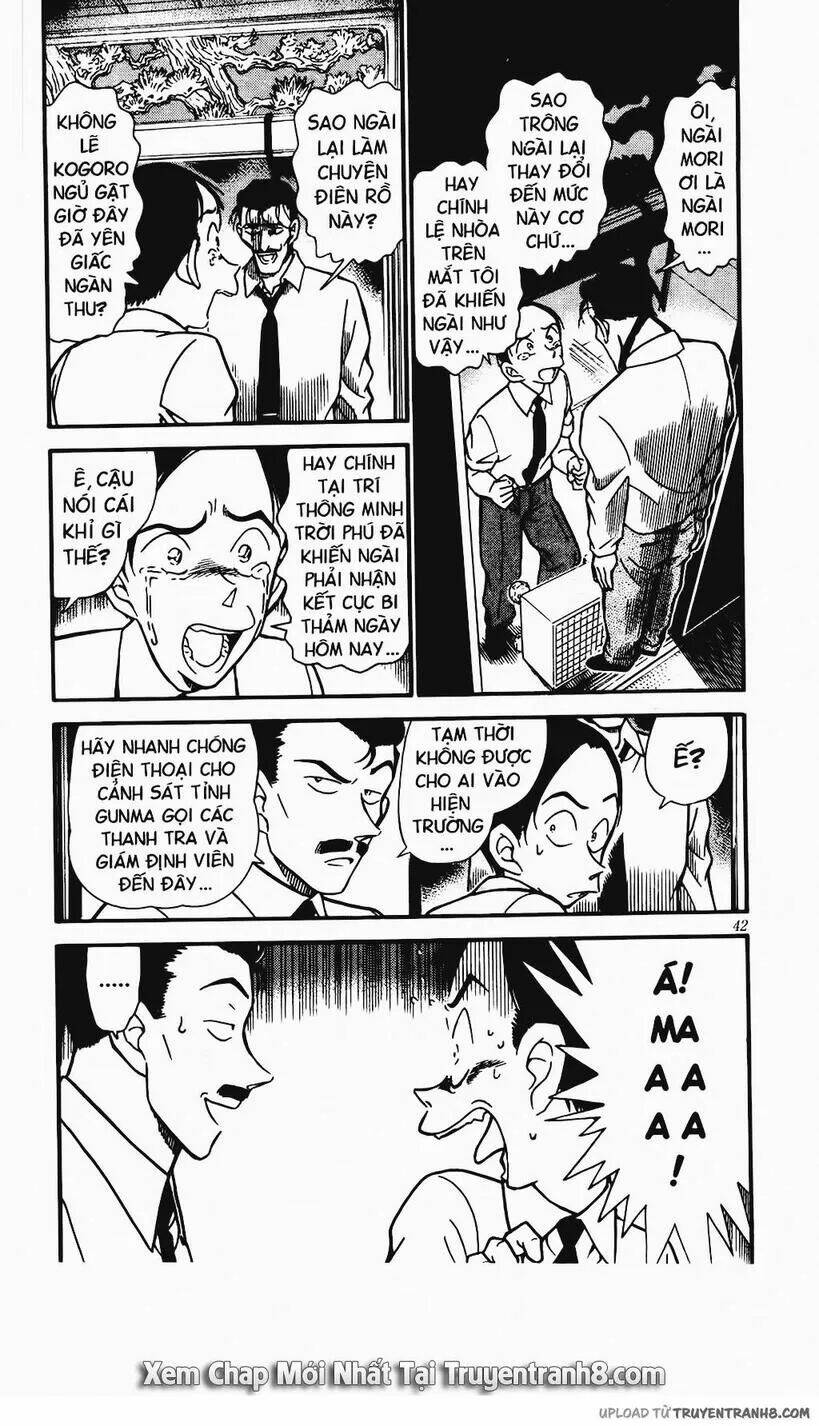 ÔI,
NGÀI
MORI
ƠI LÀ
NGÀI
MORI
...
SAO
TRÔNG
NGÀI LẠI
THAY ĐỔI
ĐẾN MỨC
NÀY CƠ
CHỨ...
HAY
CHÍNH
LỆ NHÒA
TRÊN
MẮT TÔI
ĐÃ KHIẾN
NGÀI NHƯ
VẬY...
SAO NGÀI
LẠI LÀM
CHUYỆN
ĐIÊN RỒ
NÀY?
KHÔNG
LẼ
KOGORO
NGỦ GẬT
GIỜ ĐÂY
ĐÃ YÊN
GIẤC
NGÀN
THU?
HAY CHÍNH
TẠI TRÍ
THÔNG MINH
TRỜI PHÚ ĐÃ
KHIẾN NGÀI
PHẢI NHẬN
KẾT CỤC BI
THẢM NGÀY
HÔM NAY...
Ê, CẬU
NÓI CÁI
KHỈ GÌ
THẾ?
Ế?
TẠM THỜI
KHÔNG ĐƯỢC
CHO AI VÀO
HIỆN
TRƯỜNG
...
HÃY NHANH CHÓNG
ĐIỆN THOẠI CHO
CẢNH SÁT TỈNH
GUNMA GỌI CÁC
THANH TRA VÀ
GIÁM ĐỊNH VIÊN
ĐẾN ĐÂY...
42
Á!
MA
A A
A A
!
......
Xem Chap Mới Nhất Tại Truyentranh8.com
UPLOAD TỪ TRUYENTRANH8.COM